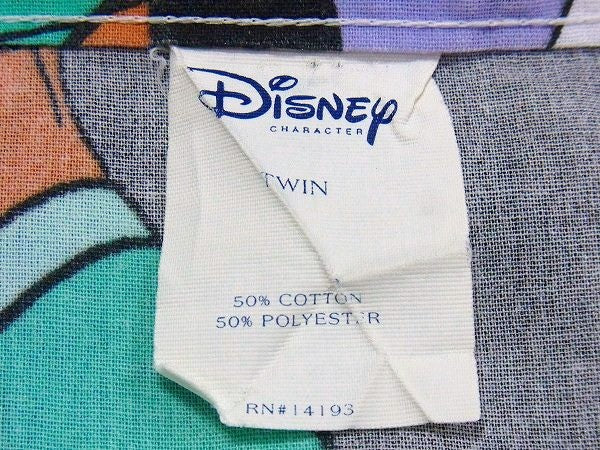 DISNEY
CHARACTER
TWIN
50% COTTON
50% POLYESTER
RN#14193